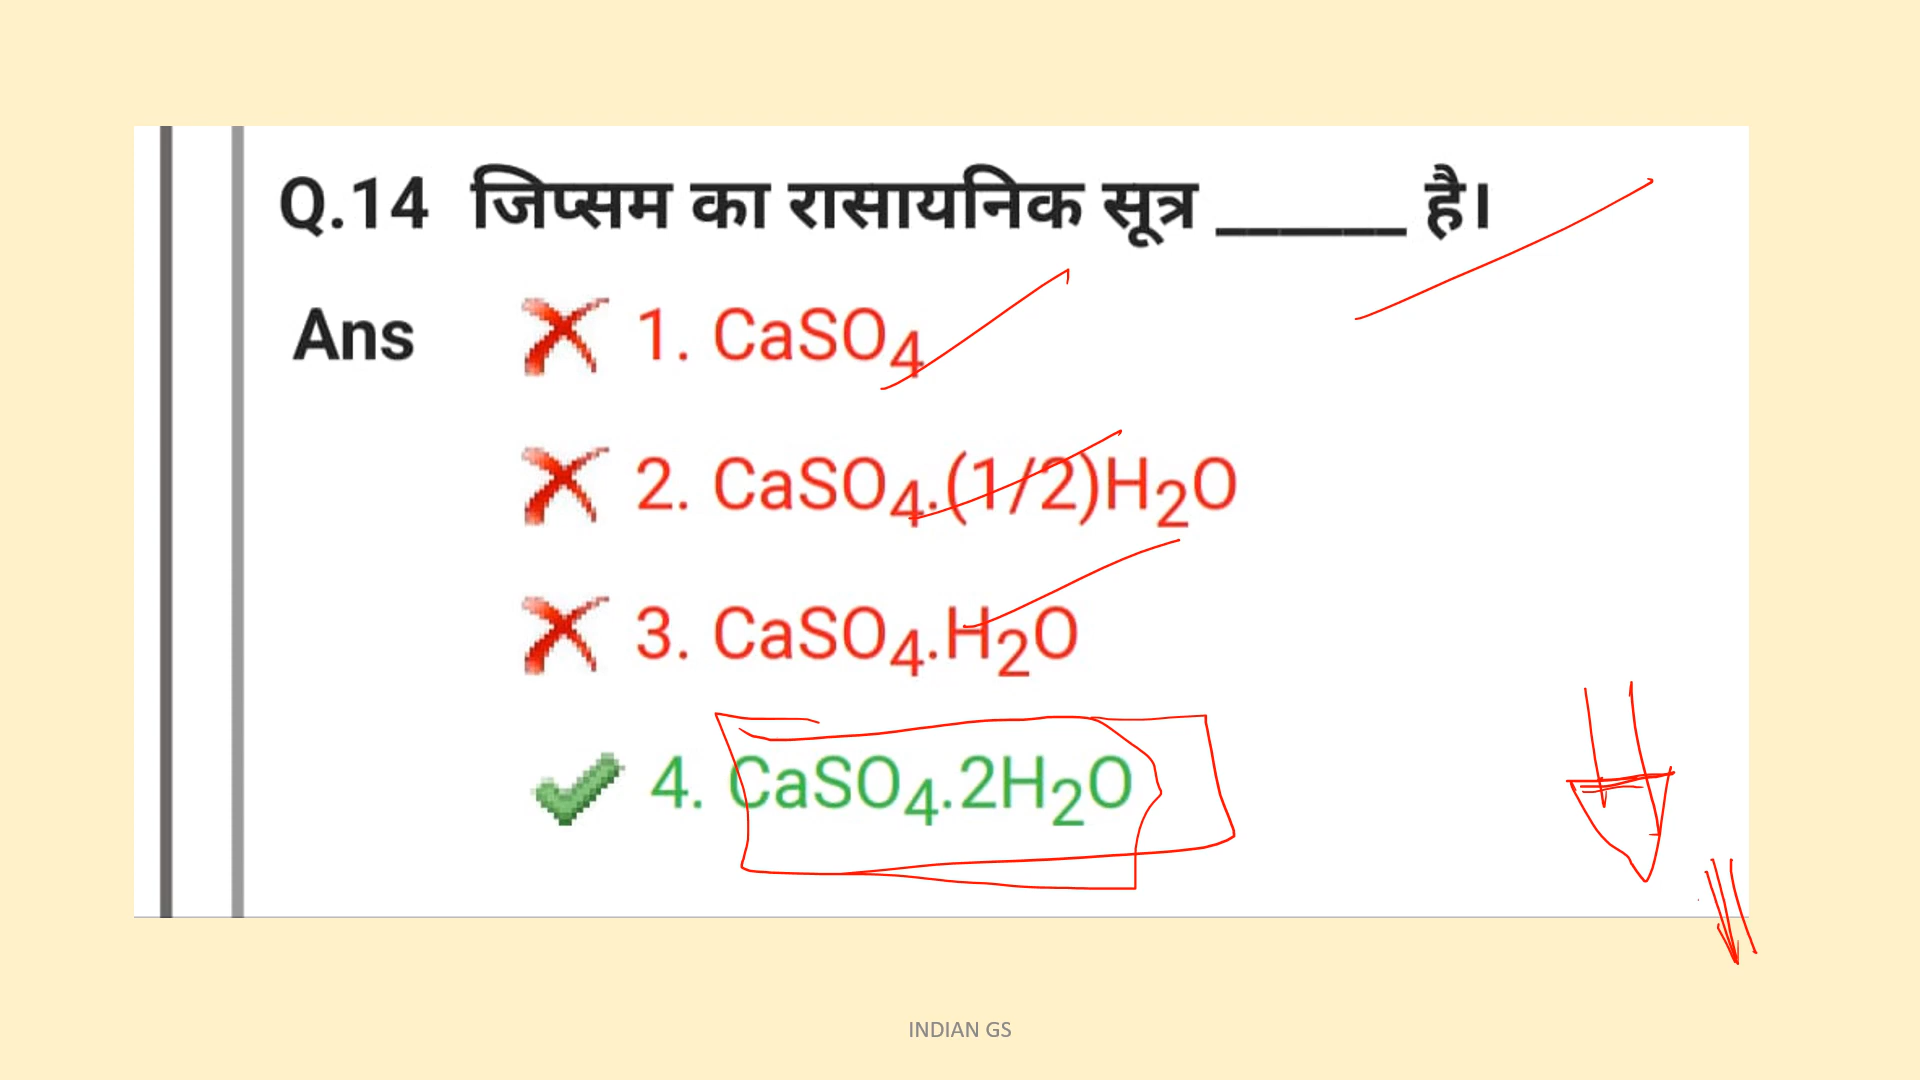 Q.14 जिप्सम का रासायनिक सूत्र ______ है।
Ans 1. CaSO4
2. CaSO4.(1/2)H2O
3. CaSO4.H2O
4. CaSO4.2H2O
INDIAN GS